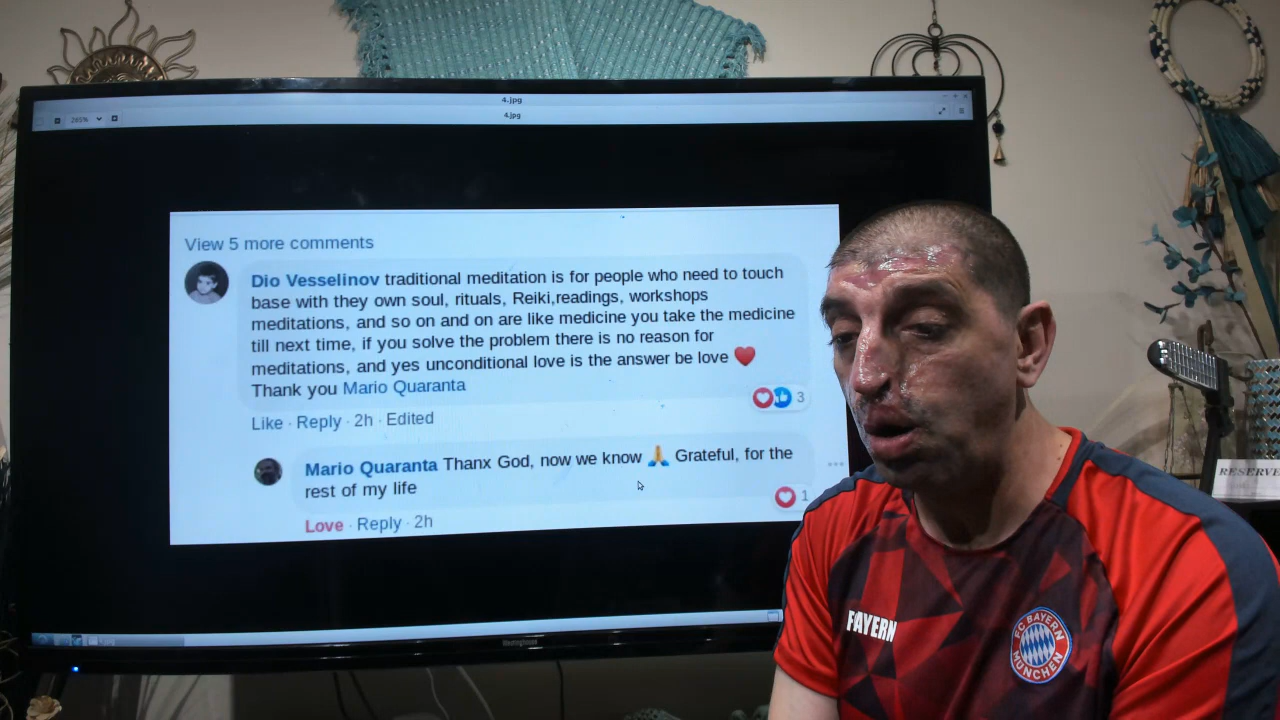 4.jpg
4.jpg
265%
View 5 more comments
Dio Vesselinov traditional meditation is for people who need to touch
base with they own soul, rituals, Reiki,readings, workshops
meditations, and so on and on are like medicine you take the medicine
till next time, if you solve the problem there is no reason for
meditations, and yes unconditional love is the answer be love ❤️
Thank you Mario Quaranta
3
Like · Reply · 2h · Edited
Mario Quaranta Thanx God, now we know 🙏 Grateful, for the
rest of my life
1
Love · Reply · 2h
Westinghouse
RESERVE
FAYERN
FC BAYERN
MÜNCHEN